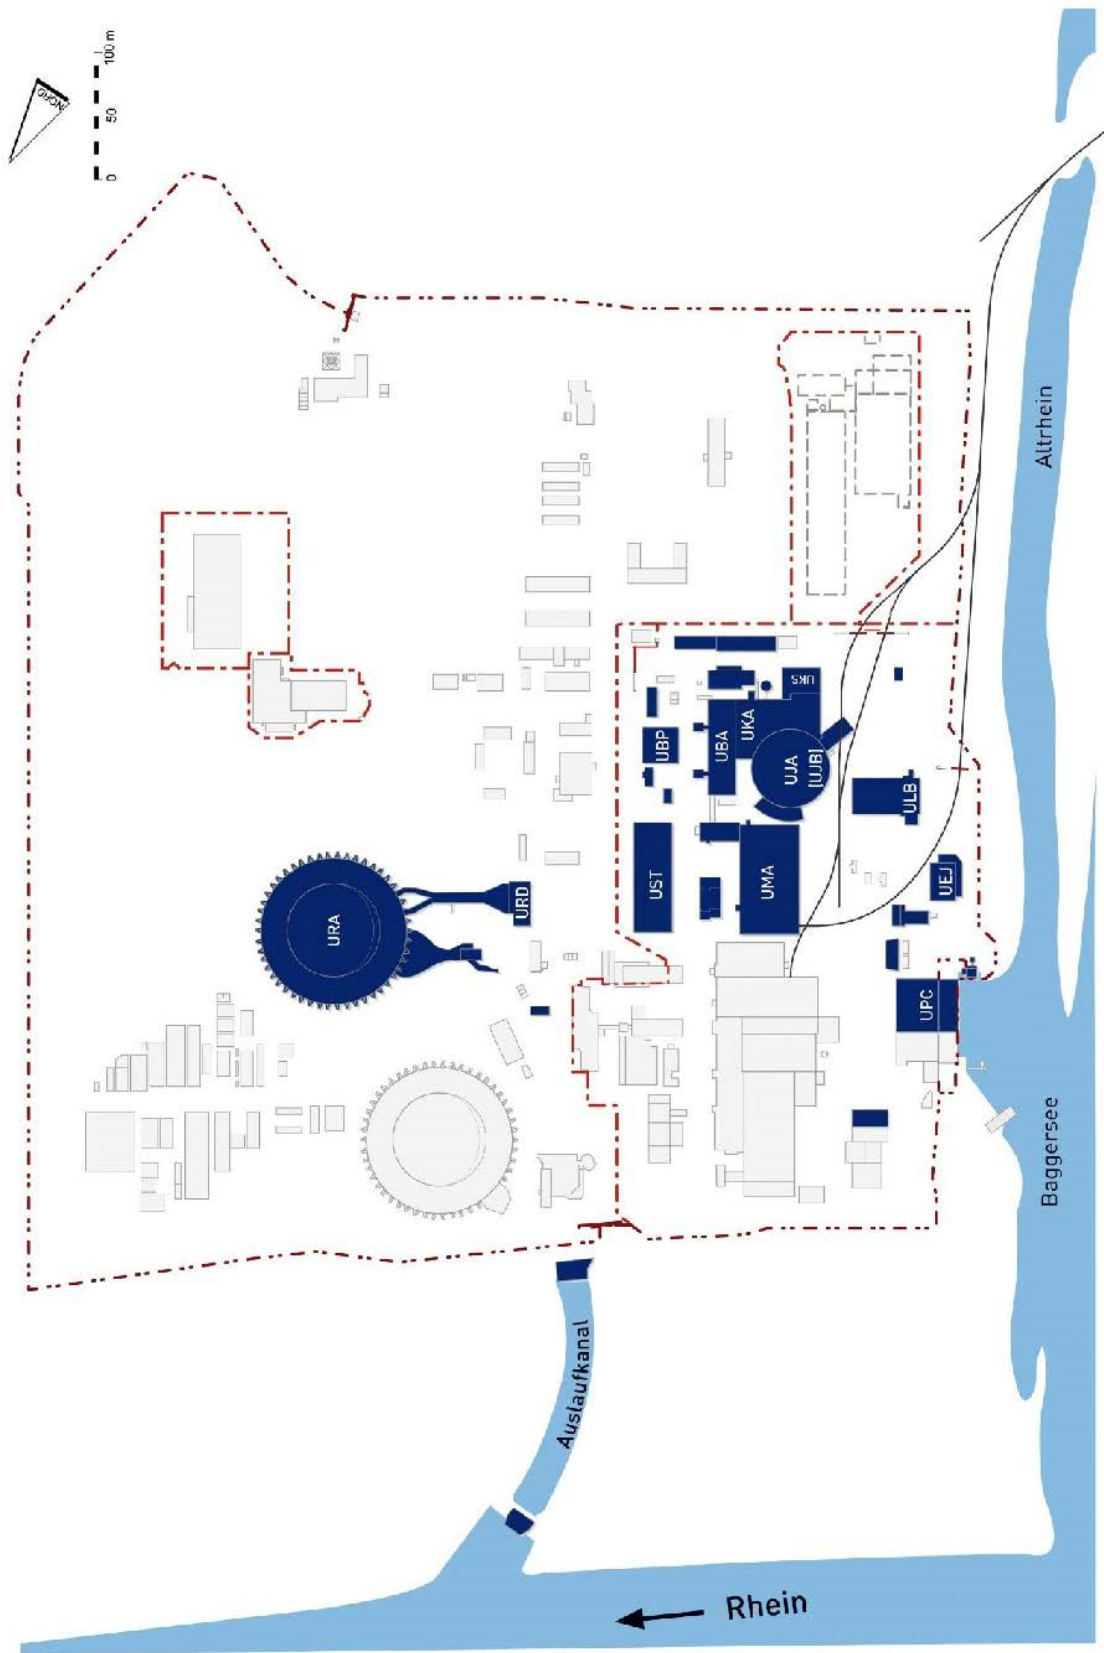 NORD
0 50 100 m
Altrhein
UKS
UBP
UBA
UKA
UJA
[UJB]
ULB
UST
UMA
UEJ
URA
URD
UPC
Baggersee
Auslaufkanal
Rhein